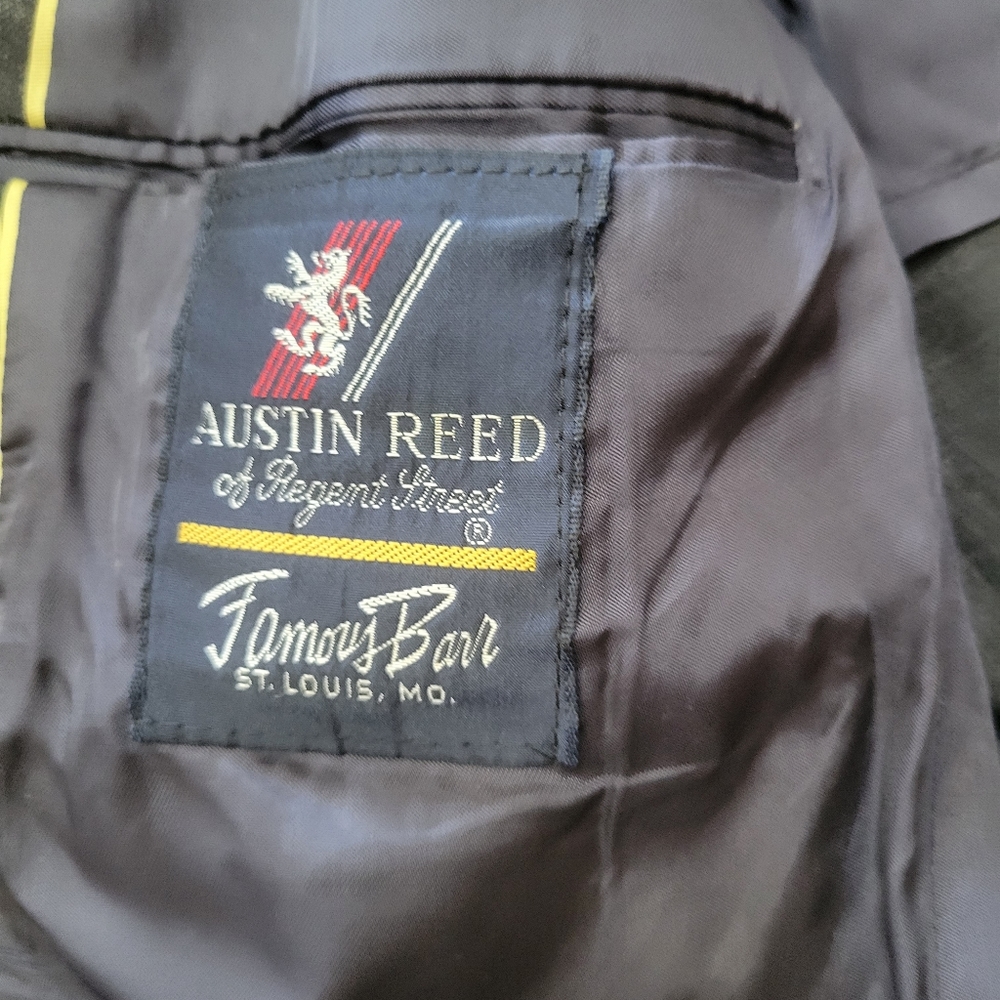 AUSTIN REED
of Regent Street
®
Famous Barr
ST. LOUIS, MO.